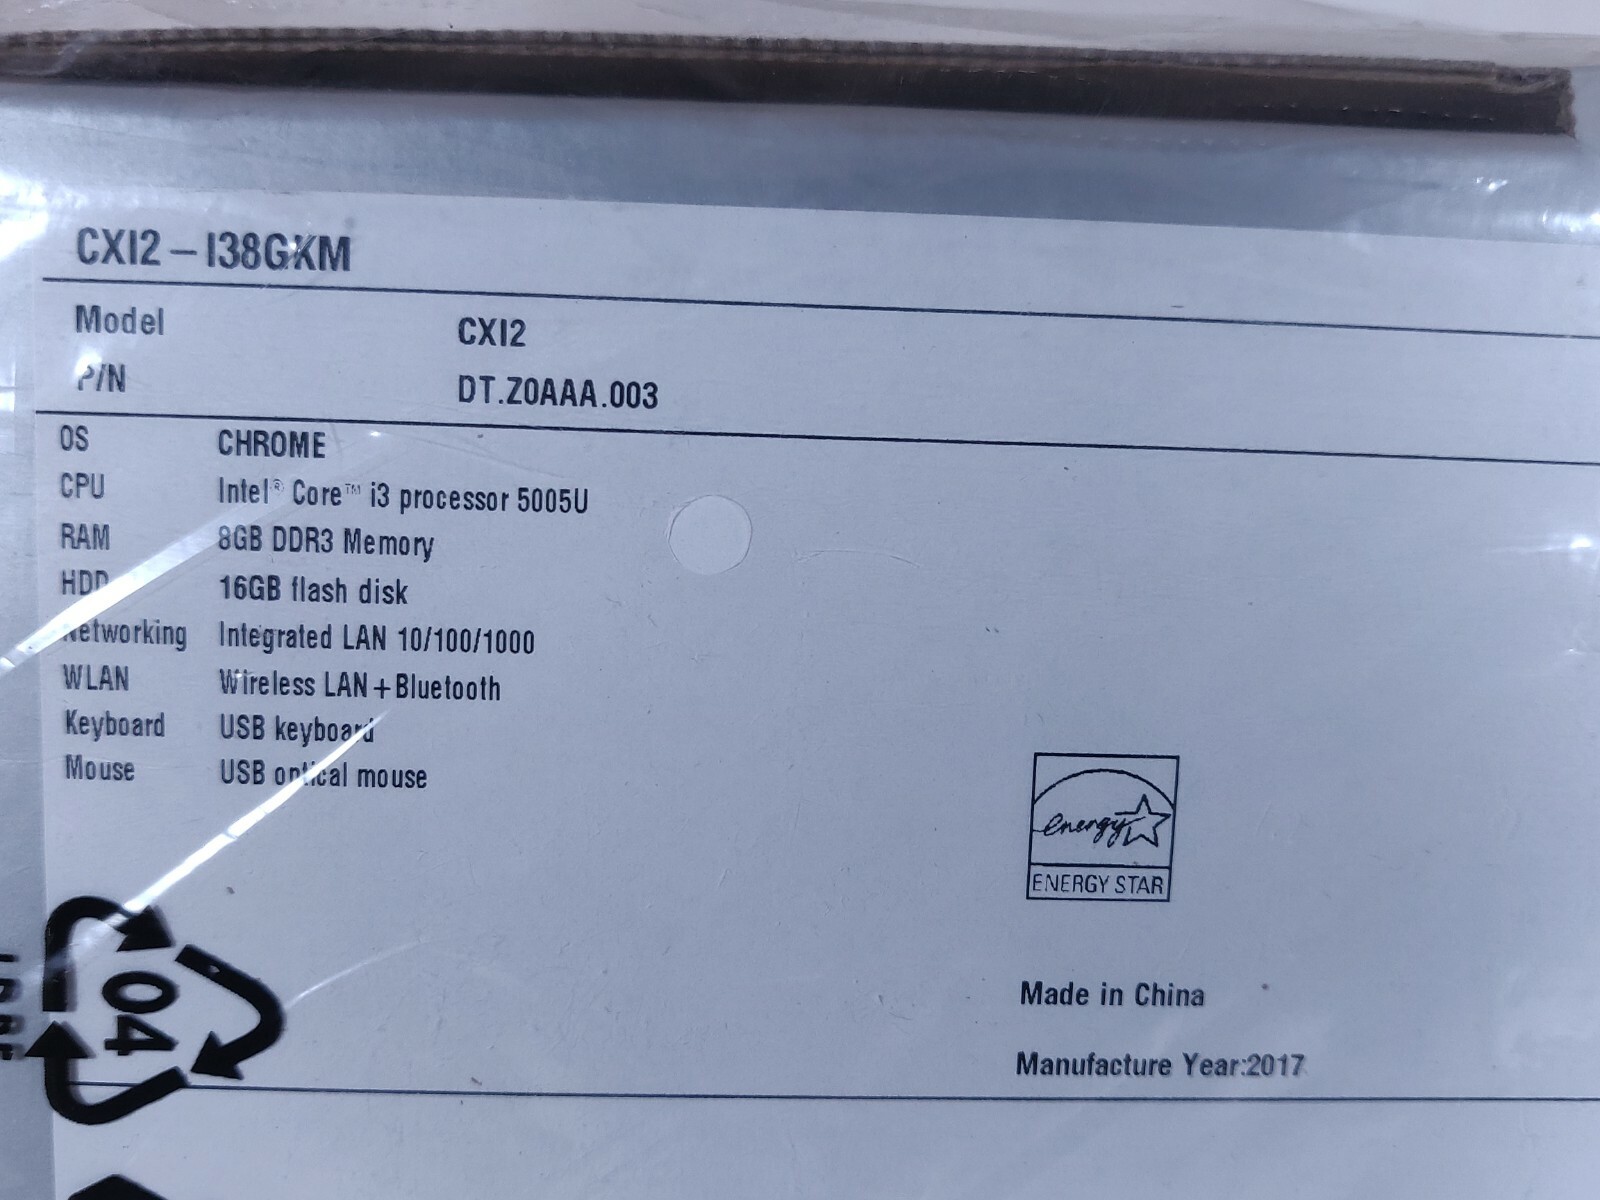 CXI2 – I38GKM
Model CXI2
P/N DT.Z0AAA.003
OS CHROME
CPU Intel® Core™ i3 processor 5005U
RAM 8GB DDR3 Memory
HDD 16GB flash disk
Networking Integrated LAN 10/100/1000
WLAN Wireless LAN+Bluetooth
Keyboard USB keyboard
Mouse USB optical mouse
energy
ENERGY STAR
04
Made in China
Manufacture Year:2017